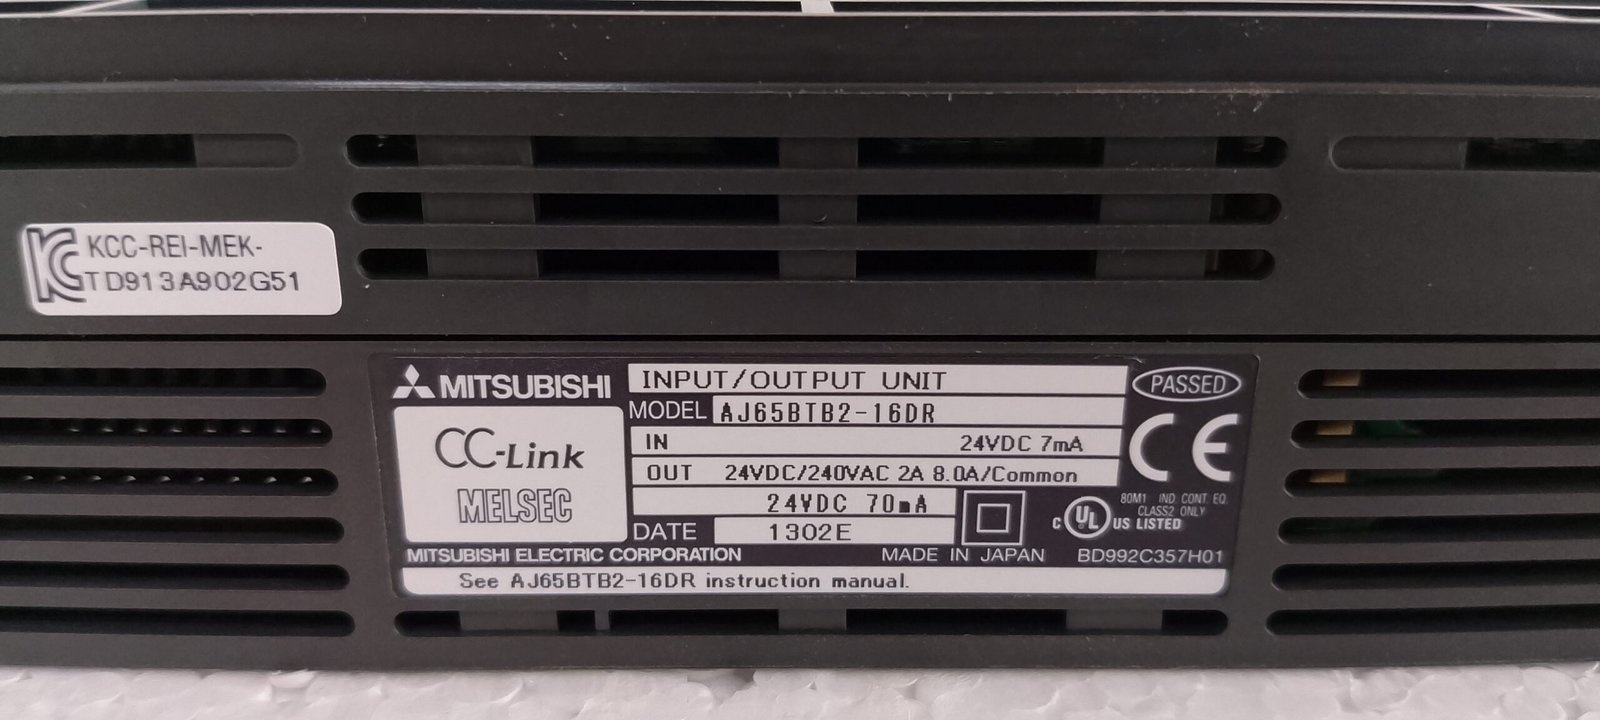 KCC-REI-MEK-
TD913A902G51
MITSUBISHI
INPUT/OUTPUT UNIT
PASSED
MODEL AJ65BTB2-16DR
CC-Link
MELSEC
IN 24VDC 7mA
CE
OUT 24VDC/240VAC 2A 8.0A/Common
24VDC 70mA
DATE 1302E
C UL US LISTED
80M1 IND CONT EQ.
CLASS2 ONLY
MITSUBISHI ELECTRIC CORPORATION MADE IN JAPAN BD992C357H01
See AJ65BTB2-16DR instruction manual.